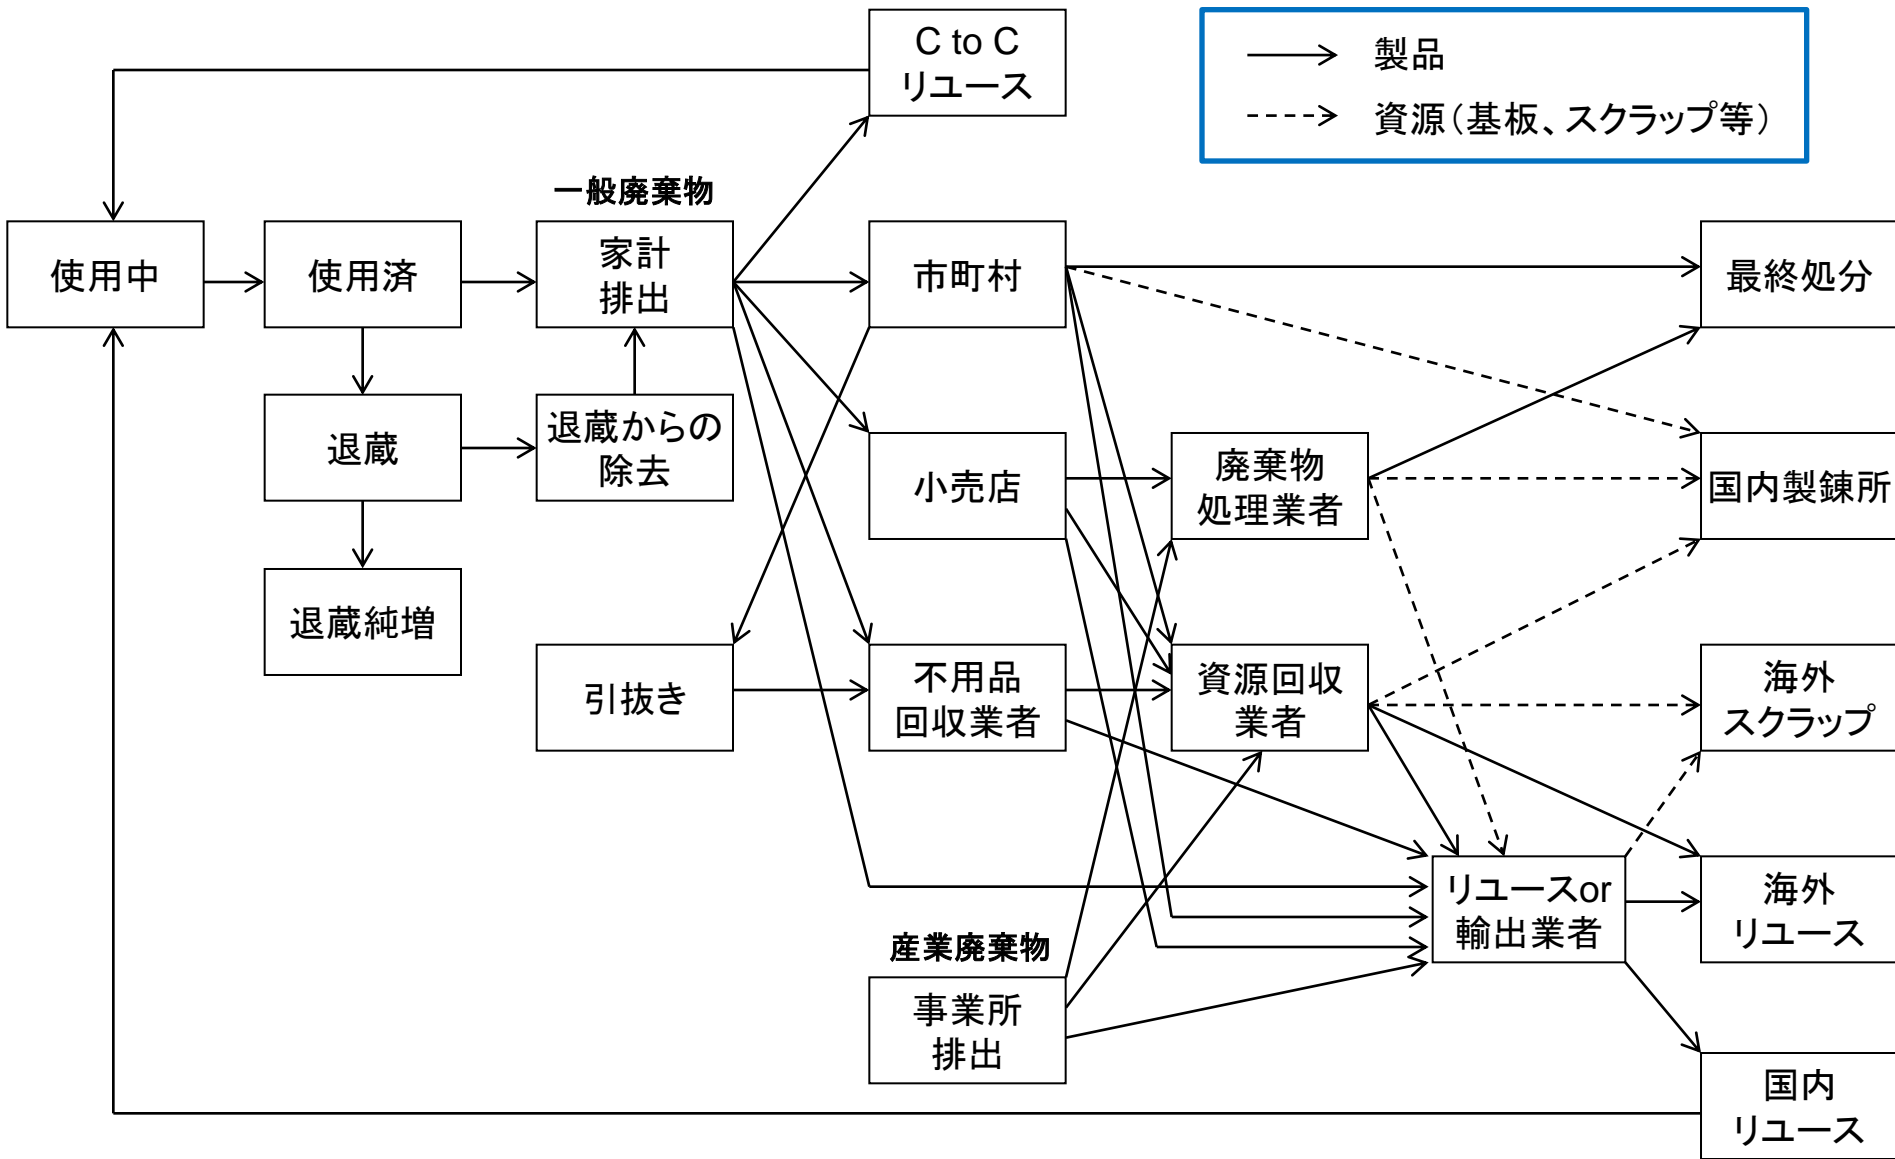 C to C
リユース
製品
資源（基板、スクラップ等）
一般廃棄物
使用中
使用済
家計
排出
市町村
最終処分
退蔵
退蔵からの
除去
小売店
廃棄物
処理業者
国内製錬所
退蔵純増
引抜き
不用品
回収業者
資源回収
業者
海外
スクラップ
リユースor
輸出業者
海外
リユース
産業廃棄物
事業所
排出
国内
リユース